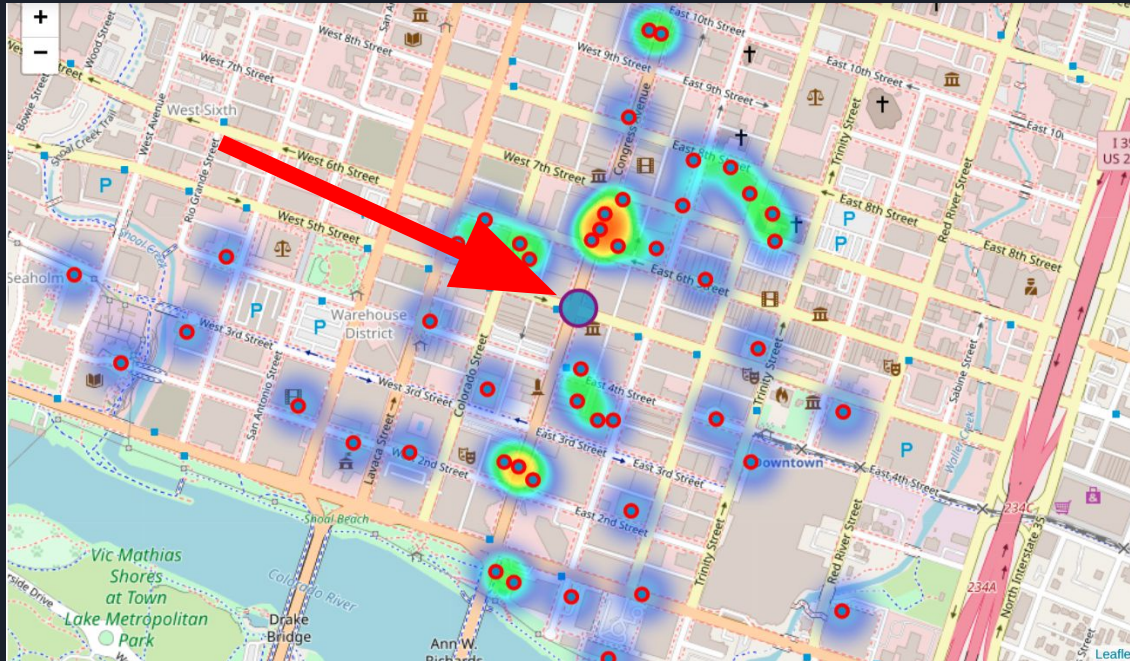 +
−
East 10th Street
West 9th Street
West 8th Street
East 9th Street
East 10th Street
Wood Street
West 7th Street
Bowie Street
West Avenue
West Sixth
Shoal Creek Trail
Rio Grande Street
Congress Avenue
East 8th Street
Trinity Street
East 10t
I 35
US 2
West 7th Street
West 6th Street
P
P
P
East 8th Street
Red River Street
West 5th Street
Shoal Creek
East 8th Street
Seaholm
East 6th Street
P
P
Warehouse
District
West 3rd Street
Colorado Street
West 3rd Street
East 4th Street
Trinity Street
Sabine Street
San Antonio Street
Lavaca Street
West 2nd Street
East 3rd Street
East 3rd Street
Downtown
P
Waller Creek
East 4th Street
East 2nd Street
Shoal Beach
234C
Trinity Street
Red River Street
North Interstate 35
234A
Vic Mathias
Shores
at Town
Lake Metropolitan
Park
Colorado River
rside Drive
Drake
Bridge
Ann W.
Richards
Leafle